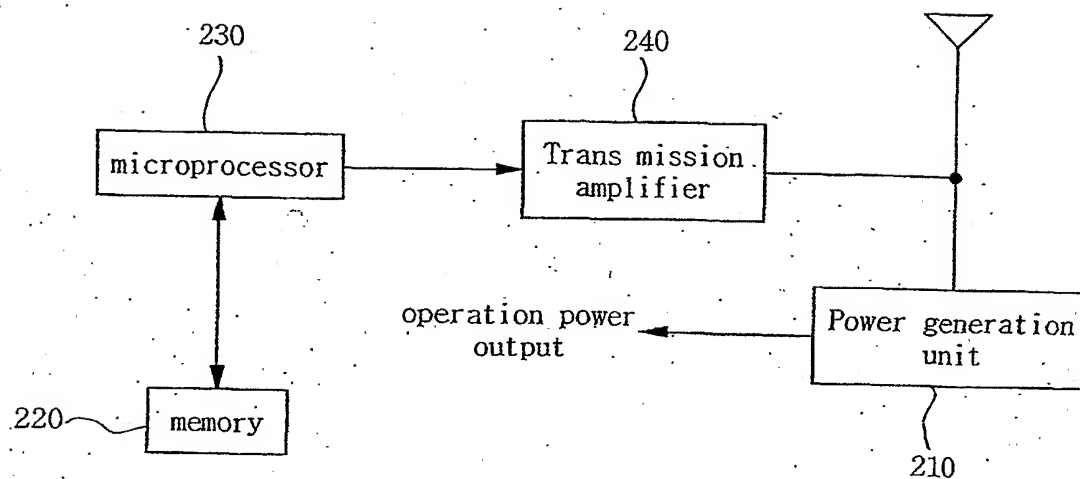 230
240
microprocessor
Trans mission
amplifier
operation power
output
Power generation
unit
220
memory
210